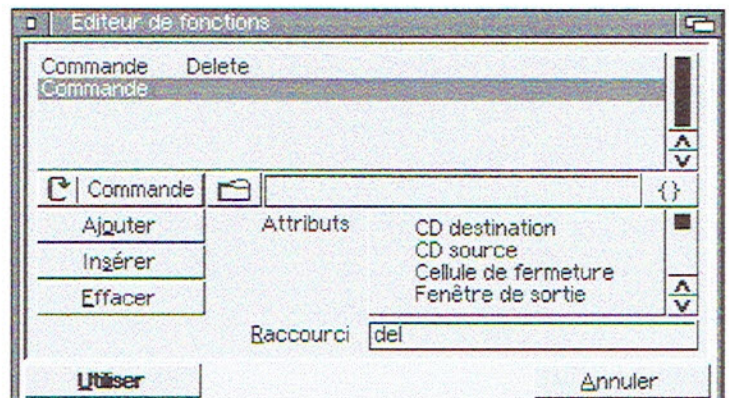 Editeur de fonctions
Commande Delete
Commande
Commande {}
Ajouter
Insérer
Effacer
Attributs
CD destination
CD source
Cellule de fermeture
Fenêtre de sortie
Raccourci del
Utiliser
Annuler